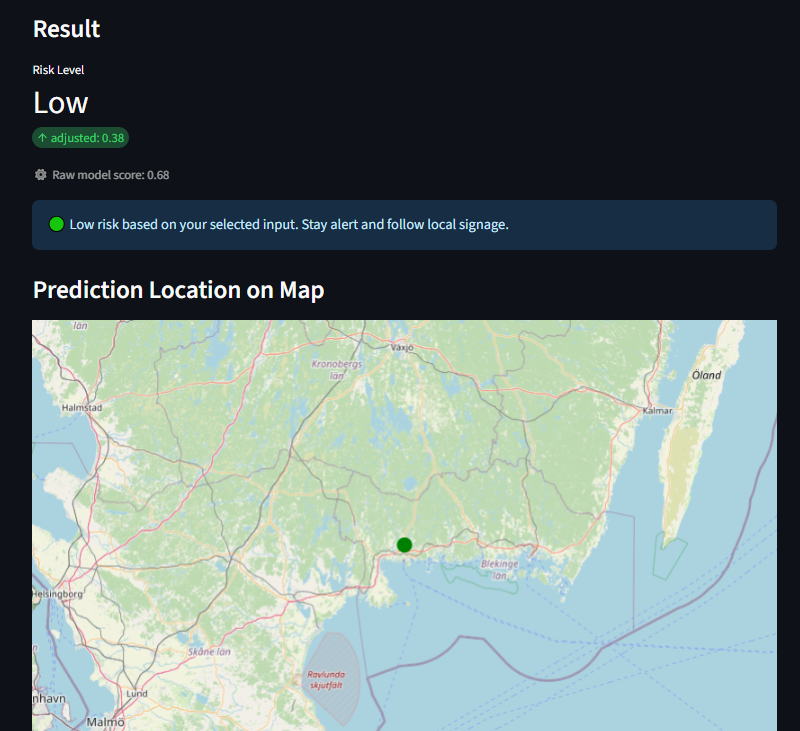 Result
Risk Level
Low
↑ adjusted: 0.38
Raw model score: 0.68
Low risk based on your selected input. Stay alert and follow local signage.
Prediction Location on Map
län
Växjö
Kronobergs
län
Öland
Halmstad
Kalmar
Blekinge
län
Helsingborg
Skåne län
Ravlunda
skjutfält
Lund
n
nhavn
Malmö